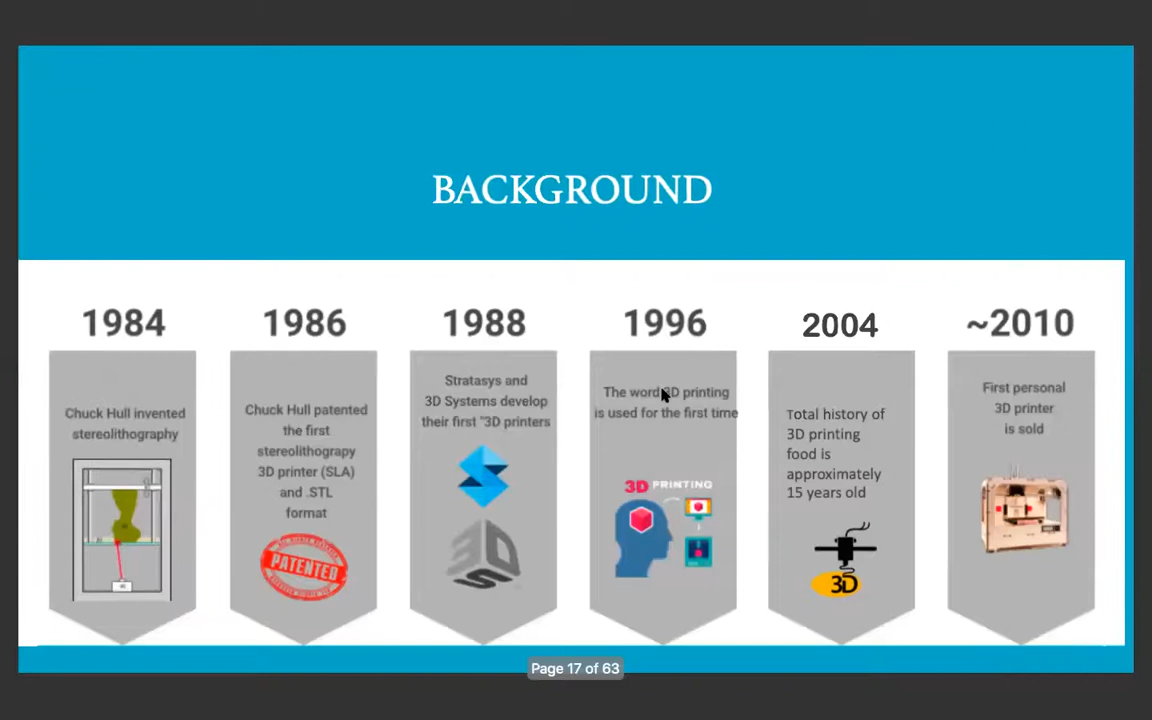 BACKGROUND
1984
Chuck Hull invented
stereolithography
1986
Chuck Hull patented
the first
stereolithograpy
3D printer (SLA)
and .STL
format
PATENTED
1988
Stratasys and
3D Systems develop
their first "3D printers
3DS
1996
The word 3D printing
is used for the first time
3D PRINTING
2004
Total history of
3D printing
food is
approximately
15 years old
3D
~2010
First personal
3D printer
is sold
Page 17 of 63